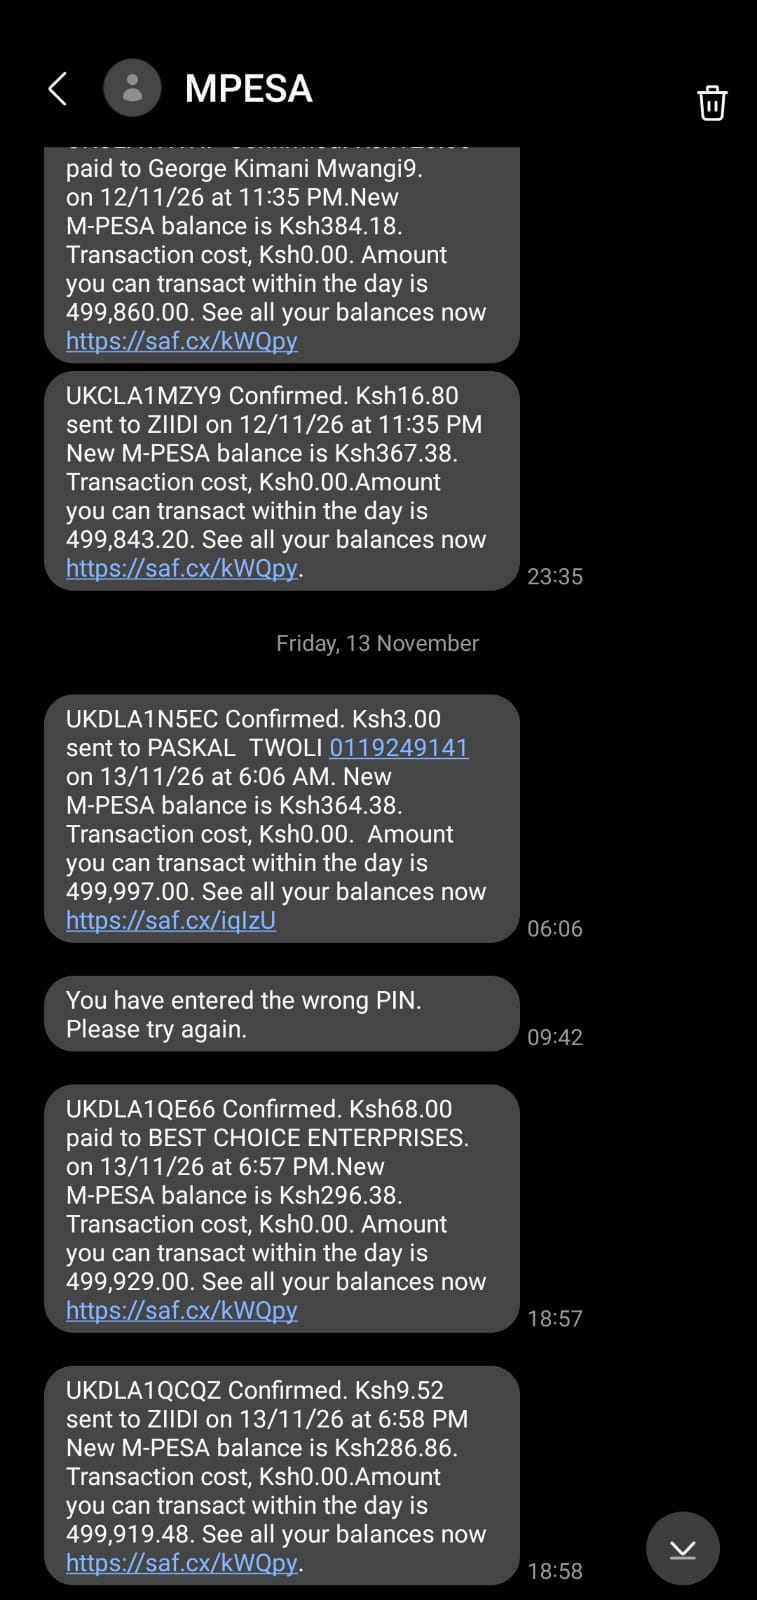 MPESA
paid to George Kimani Mwangi9.
on 12/11/26 at 11:35 PM.New
M-PESA balance is Ksh384.18.
Transaction cost, Ksh0.00. Amount
you can transact within the day is
499,860.00. See all your balances now
https://saf.cx/kWQpy
UKCLA1MZY9 Confirmed. Ksh16.80
sent to ZIIDI on 12/11/26 at 11:35 PM
New M-PESA balance is Ksh367.38.
Transaction cost, Ksh0.00.Amount
you can transact within the day is
499,843.20. See all your balances now
https://saf.cx/kWQpy.
23:35
Friday, 13 November
UKDLA1N5EC Confirmed. Ksh3.00
sent to PASKAL  TWOLI 0119249141
on 13/11/26 at 6:06 AM. New
M-PESA balance is Ksh364.38.
Transaction cost, Ksh0.00.  Amount
you can transact within the day is
499,997.00. See all your balances now
https://saf.cx/iqIzU
06:06
You have entered the wrong PIN.
Please try again.
09:42
UKDLA1QE66 Confirmed. Ksh68.00
paid to BEST CHOICE ENTERPRISES.
on 13/11/26 at 6:57 PM.New
M-PESA balance is Ksh296.38.
Transaction cost, Ksh0.00. Amount
you can transact within the day is
499,929.00. See all your balances now
https://saf.cx/kWQpy
18:57
UKDLA1QCQZ Confirmed. Ksh9.52
sent to ZIIDI on 13/11/26 at 6:58 PM
New M-PESA balance is Ksh286.86.
Transaction cost, Ksh0.00.Amount
you can transact within the day is
499,919.48. See all your balances now
https://saf.cx/kWQpy.
18:58